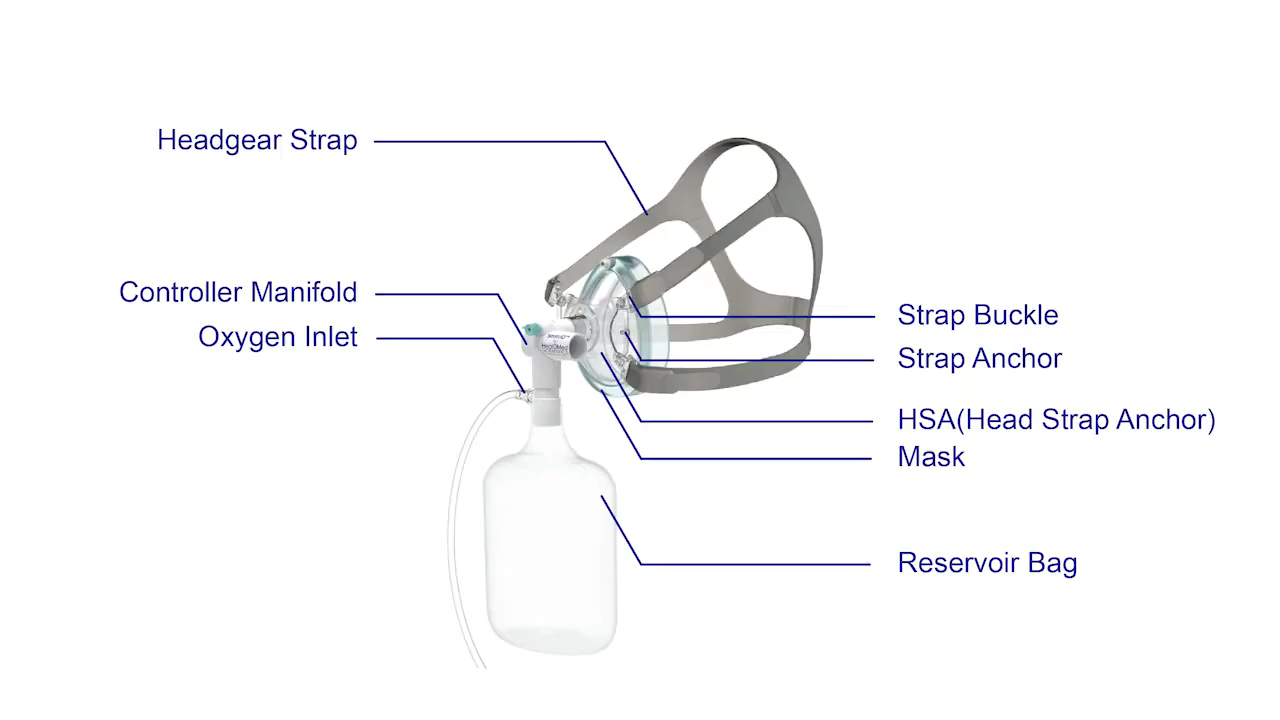 Headgear Strap
Controller Manifold
Oxygen Inlet
Strap Buckle
Strap Anchor
HSA(Head Strap Anchor)
Mask
Reservoir Bag